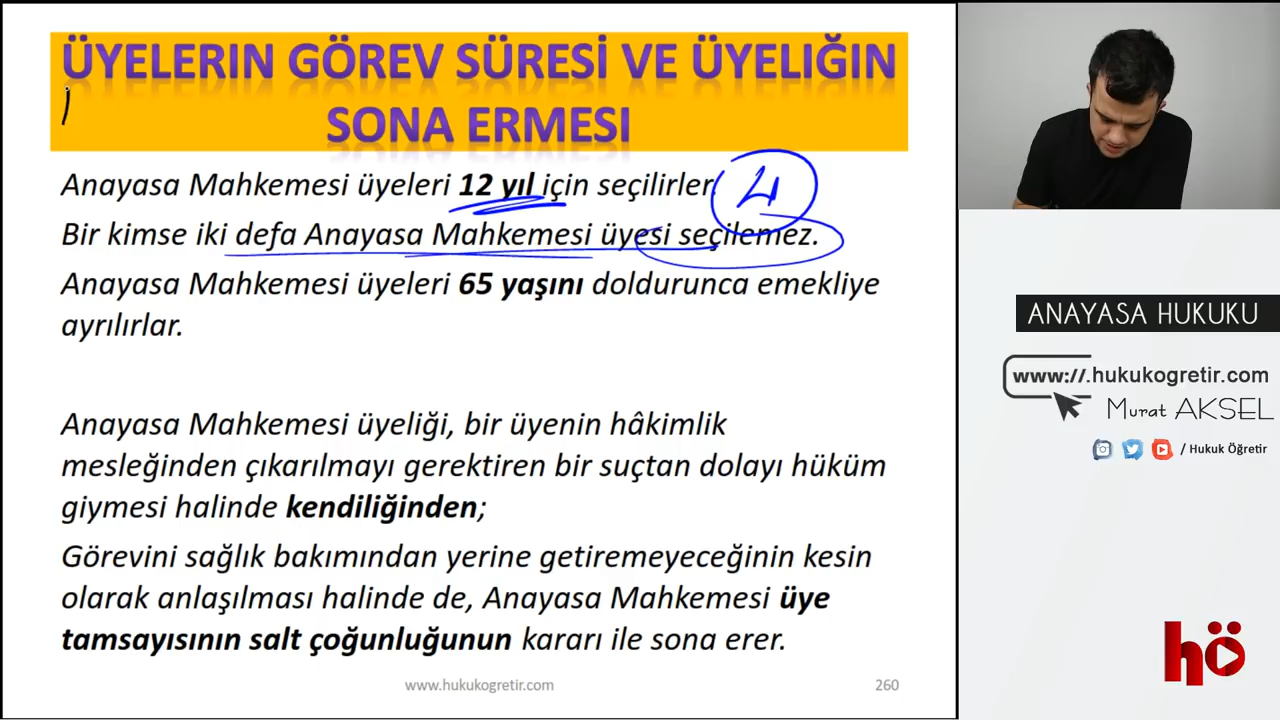 ÜYELERIN GÖREV SÜRESİ VE ÜYELIĞIN
SONA ERMESI
Anayasa Mahkemesi üyeleri 12 yıl için seçilirler.
4
Bir kimse iki defa Anayasa Mahkemesi üyesi seçilemez.
Anayasa Mahkemesi üyeleri 65 yaşını doldurunca emekliye
ayrılırlar.
Anayasa Mahkemesi üyeliği, bir üyenin hâkimlik
mesleğinden çıkarılmayı gerektiren bir suçtan dolayı hüküm
giymesi halinde kendiliğinden;
Görevini sağlık bakımından yerine getiremeyeceğinin kesin
olarak anlaşılması halinde de, Anayasa Mahkemesi üye
tamsayısının salt çoğunluğunun kararı ile sona erer.
www.hukukogretir.com
260
ANAYASA HUKUKU
www://.hukukogretir.com
Murat AKSEL
/ Hukuk Öğretir
hö